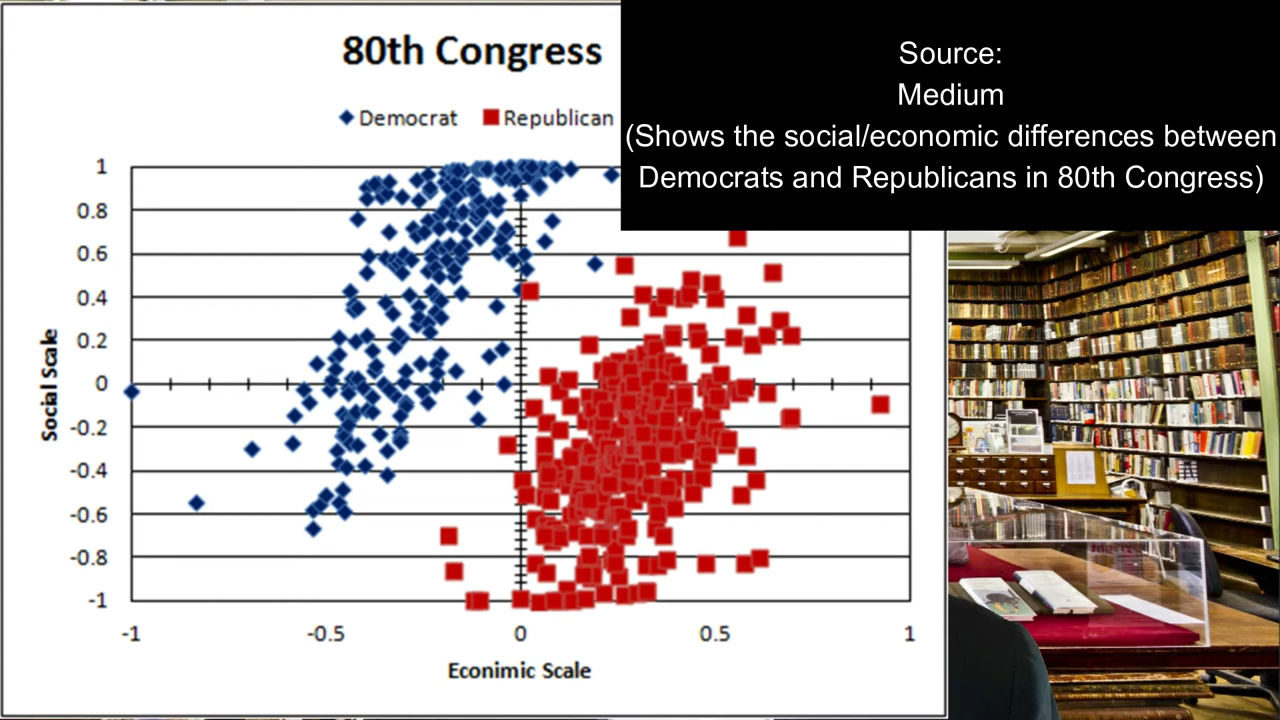 80th Congress
Democrat Republican
Source:
Medium
(Shows the social/economic differences between
Democrats and Republicans in 80th Congress)
1
0.8
0.6
0.4
0.2
0
-0.2
-0.4
-0.6
-0.8
-1
Social Scale
-1 -0.5 0 0.5 1
Econimic Scale